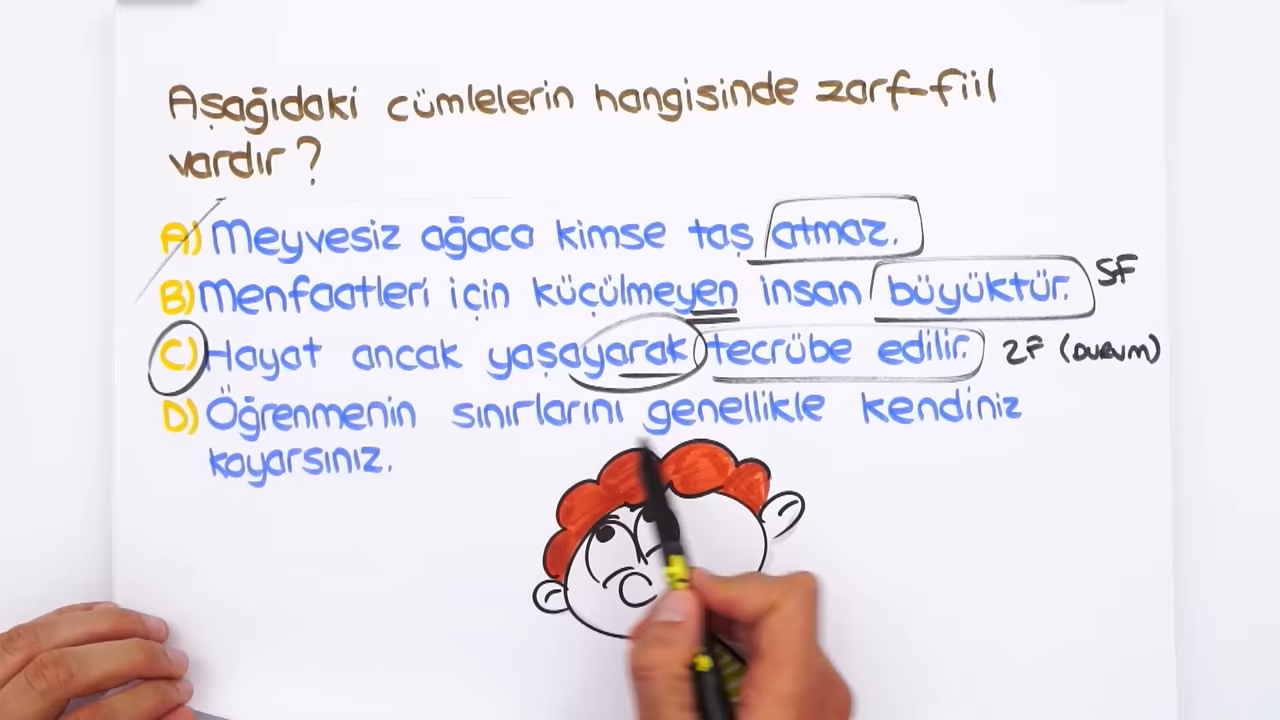 Aşağıdaki cümlelerin hangisinde zarf-fiil
vardır?
A) Meyvesiz ağaca kimse taş atmaz.
B) Menfaatleri için küçülmeyen insan büyüktür. SF
C) Hayat ancak yaşayarak tecrübe edilir. ZF (DURUM)
D) Öğrenmenin sınırlarını genellikle kendiniz
koyarsınız.